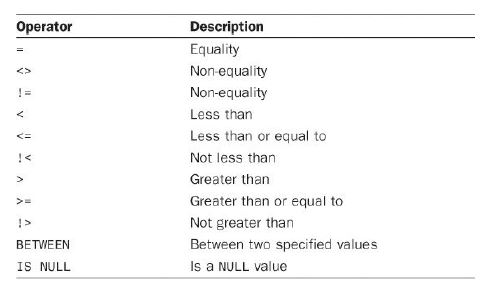 Operator Description
= Equality
<> Non-equality
!= Non-equality
< Less than
<= Less than or equal to
!< Not less than
> Greater than
>= Greater than or equal to
!> Not greater than
BETWEEN Between two specified values
IS NULL Is a NULL value